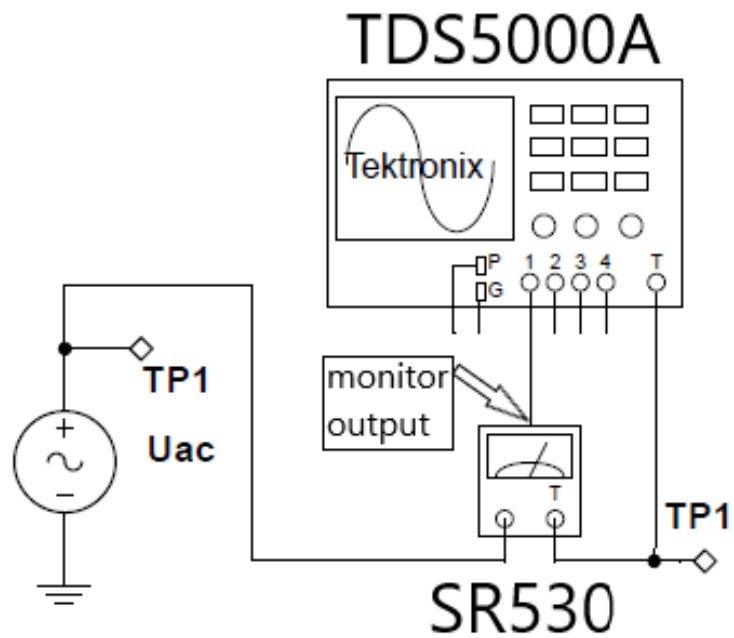 TDS5000A
Tektronix
P 1 2 3 4 T
G
TP1
monitor
output
Uac
T
TP1
SR530